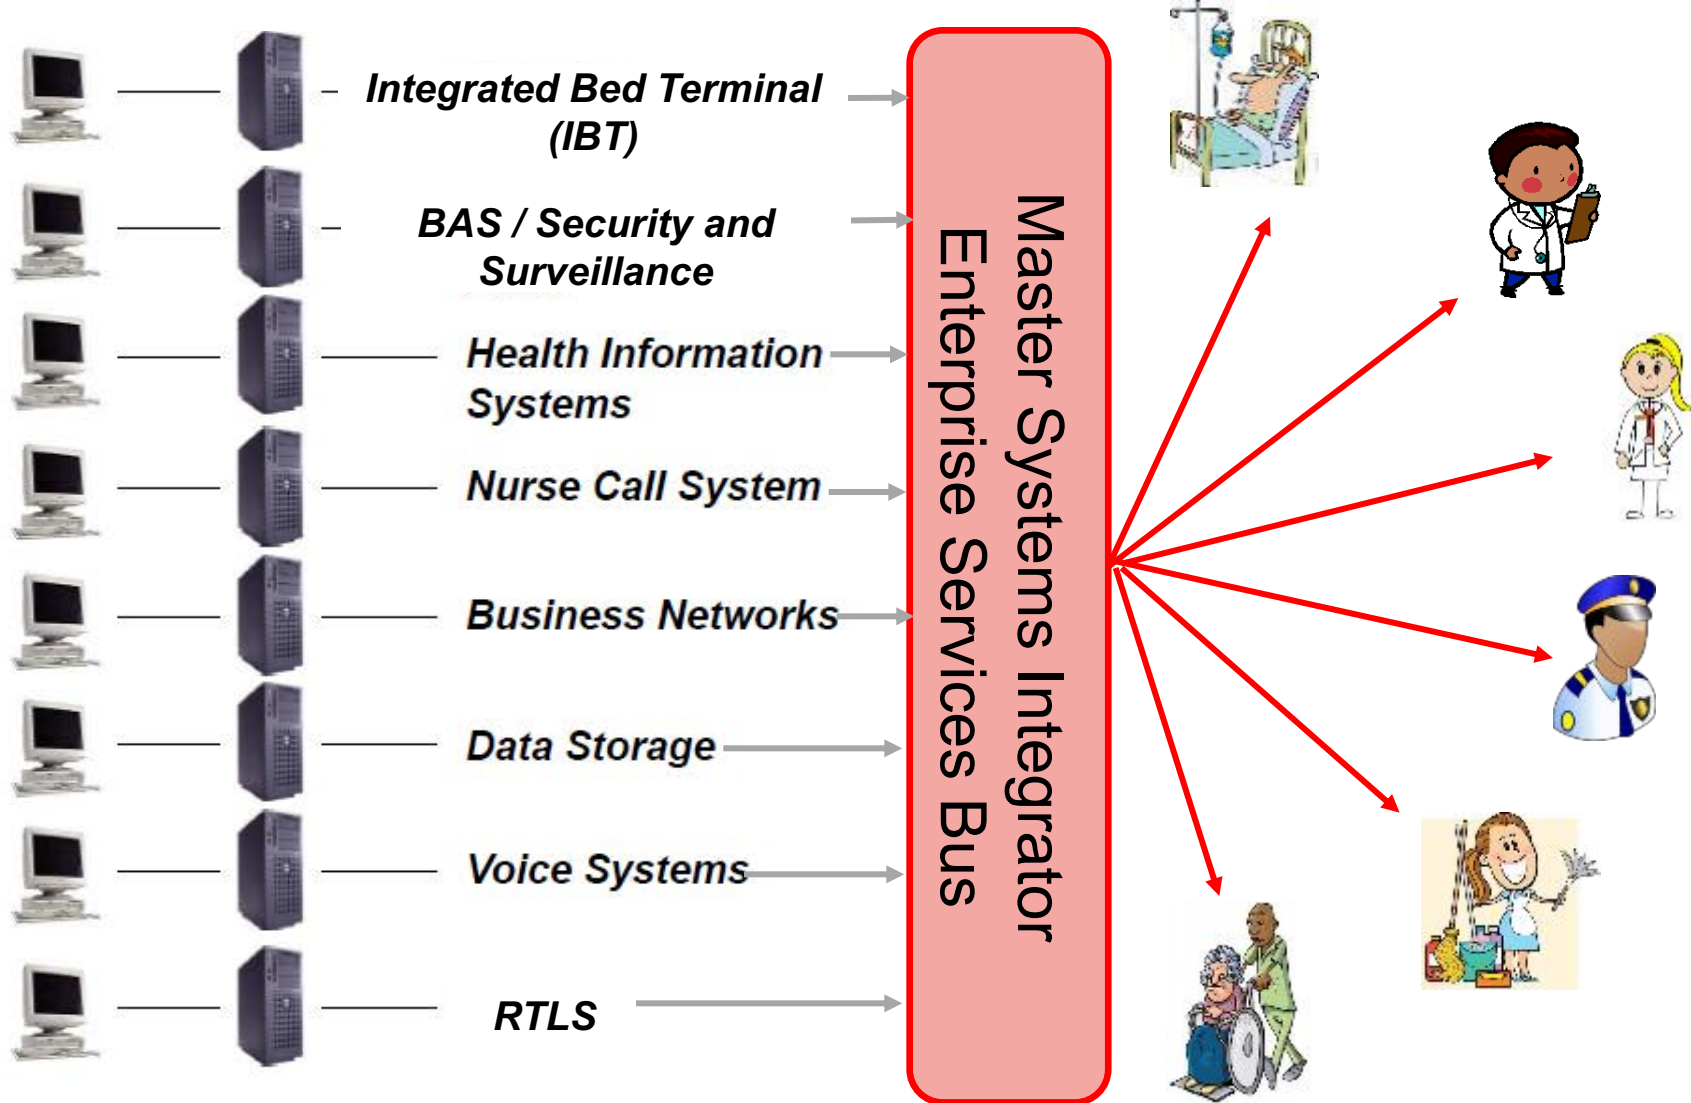 Integrated Bed Terminal
(IBT)
BAS / Security and
Surveillance
Health Information
Systems
Nurse Call System
Business Networks
Data Storage
Voice Systems
RTLS
Master Systems Integrator
Enterprise Services Bus